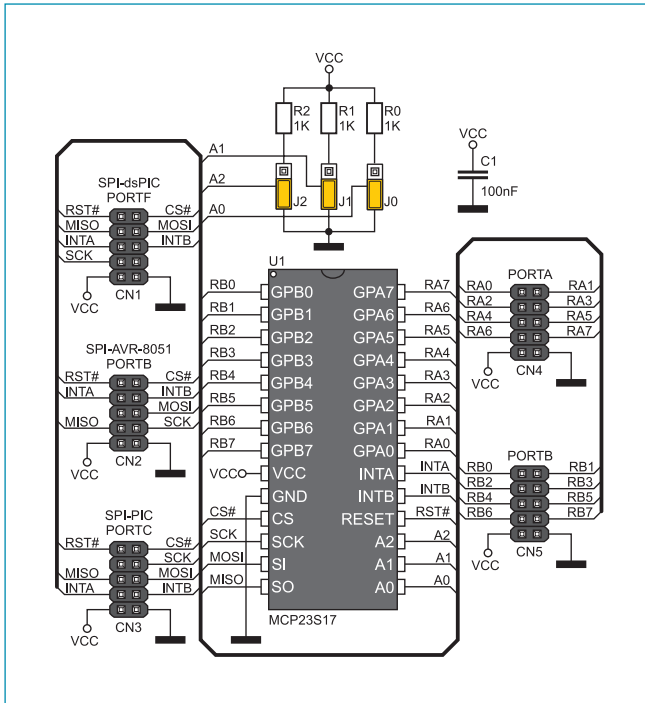 VCC
R2
1K
R1
1K
R0
1K
A1
A2
A0
J2
J1
J0
VCC
C1
100nF
SPI-dsPIC
PORTF
RST# CS#
MISO MOSI
INTA INTB
SCK
VCC
CN1
SPI-AVR-8051
PORTB
RST# CS#
INTA INTB
MOSI
MISO SCK
VCC
CN2
SPI-PIC
PORTC
RST# CS#
SCK
MISO MOSI
INTA INTB
VCC
CN3
U1
RB0 GPB0 GPA7 RA7
RB1 GPB1 GPA6 RA6
RB2 GPB2 GPA5 RA5
RB3 GPB3 GPA4 RA4
RB4 GPB4 GPA3 RA3
RB5 GPB5 GPA2 RA2
RB6 GPB6 GPA1 RA1
RB7 GPB7 GPA0 RA0
VCC VCC INTA INTA
GND INTB INTB
CS# CS RESET RST#
SCK SCK A2 A2
MOSI SI A1 A1
MISO SO A0 A0
MCP23S17
PORTA
RA0 RA1
RA2 RA3
RA4 RA5
RA6 RA7
VCC
CN4
PORTB
RB0 RB1
RB2 RB3
RB4 RB5
RB6 RB7
VCC
CN5